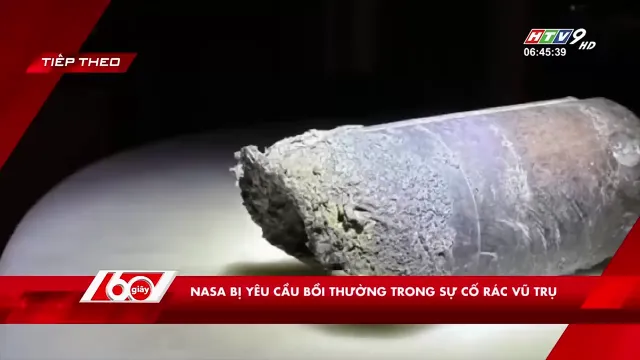 TIẾP THEO
HTV9 HD
06:45:39
60 giây
NASA BỊ YÊU CẦU BỒI THƯỜNG TRONG SỰ CỐ RÁC VŨ TRỤ